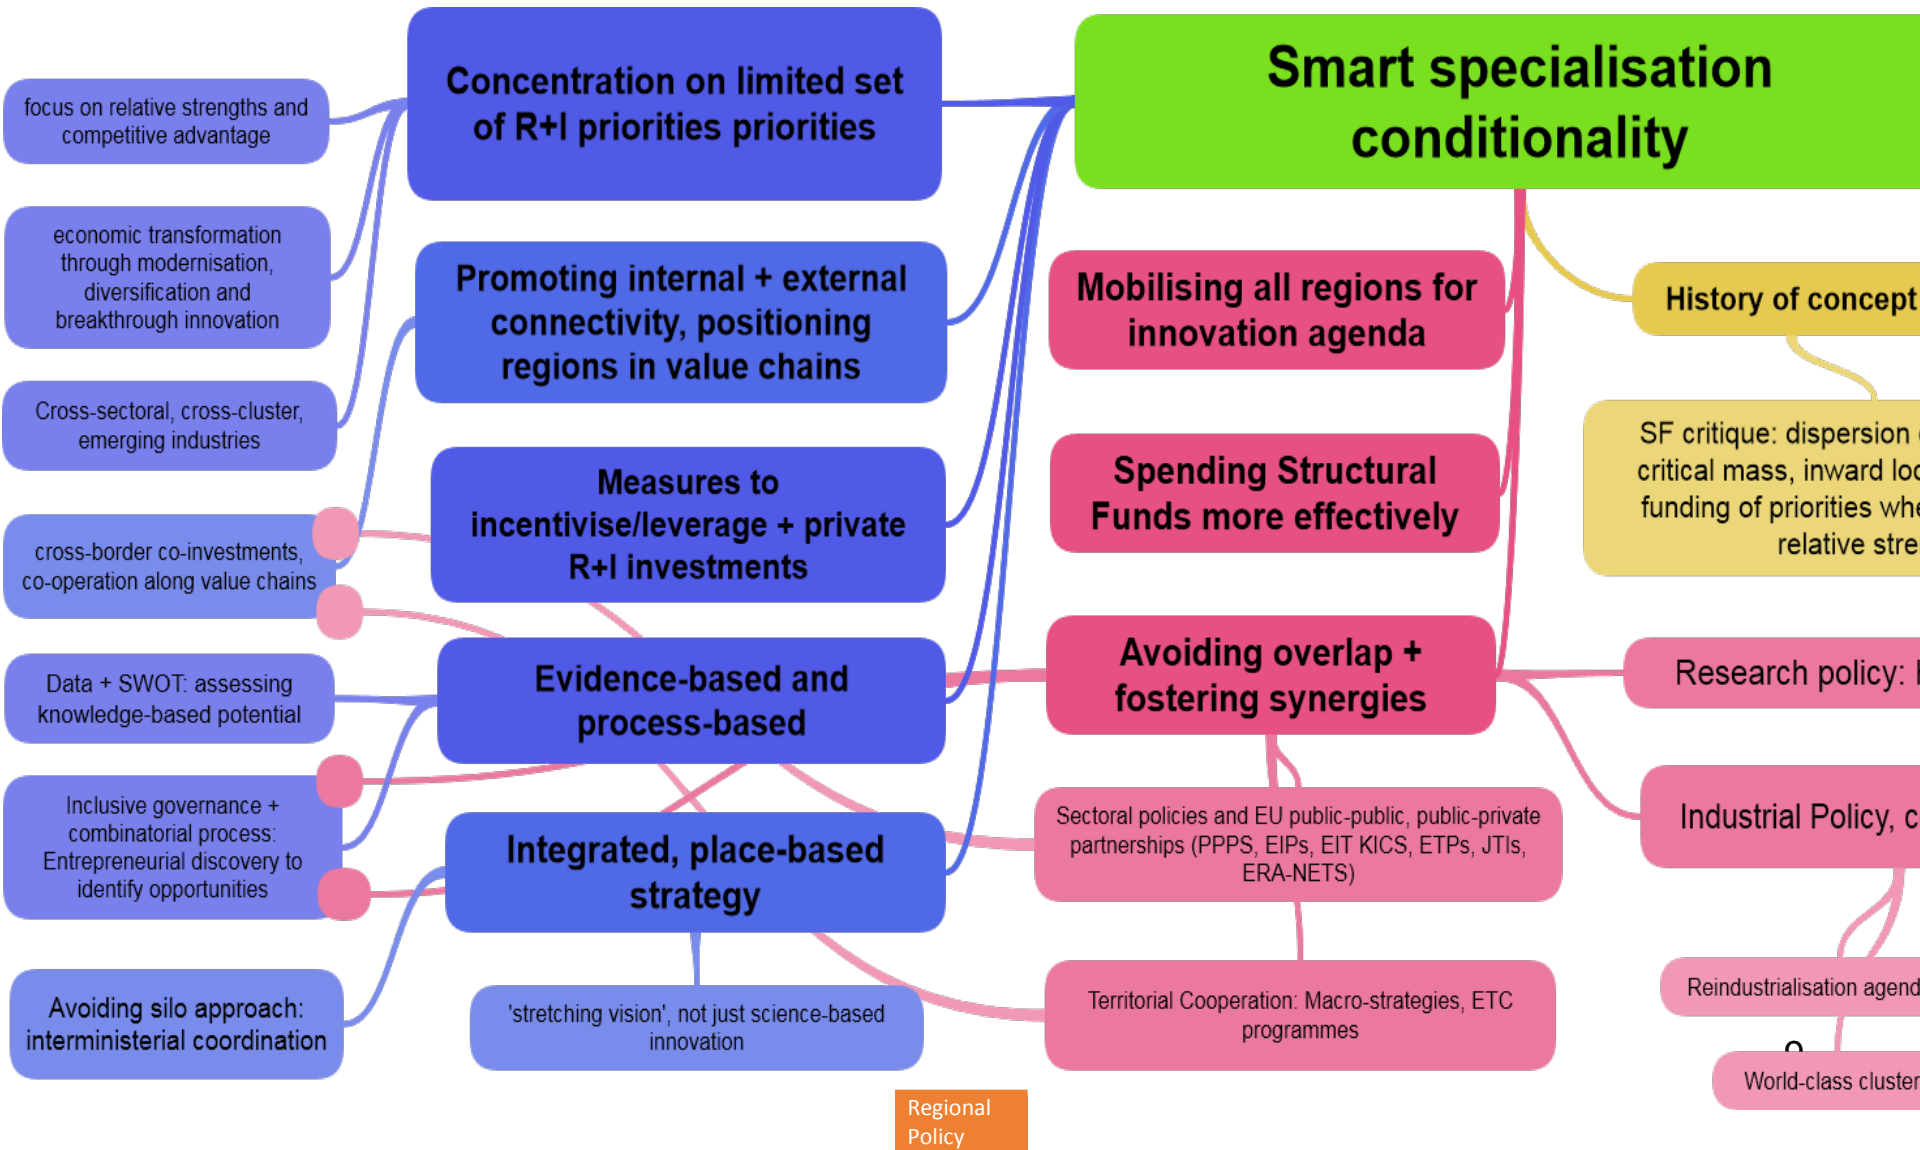 Smart specialisation
conditionality
Concentration on limited set
of R+I priorities priorities
focus on relative strengths and
competitive advantage
economic transformation
through modernisation,
diversification and
breakthrough innovation
Cross-sectoral, cross-cluster,
emerging industries
Promoting internal + external
connectivity, positioning
regions in value chains
cross-border co-investments,
co-operation along value chains
Measures to
incentivise/leverage + private
R+I investments
Evidence-based and
process-based
Data + SWOT: assessing
knowledge-based potential
Inclusive governance +
combinatorial process:
Entrepreneurial discovery to
identify opportunities
Integrated, place-based
strategy
Avoiding silo approach:
interministerial coordination
'stretching vision', not just science-based
innovation
Mobilising all regions for
innovation agenda
Spending Structural
Funds more effectively
Avoiding overlap +
fostering synergies
Sectoral policies and EU public-public, public-private
partnerships (PPPS, EIPs, EIT KICS, ETPs, JTIs,
ERA-NETS)
Territorial Cooperation: Macro-strategies, ETC
programmes
History of concept
SF critique: dispersion
critical mass, inward
funding of priorities
relative
Research policy:
Industrial Policy,
Reindustrialisation
World-class
Regional
Policy